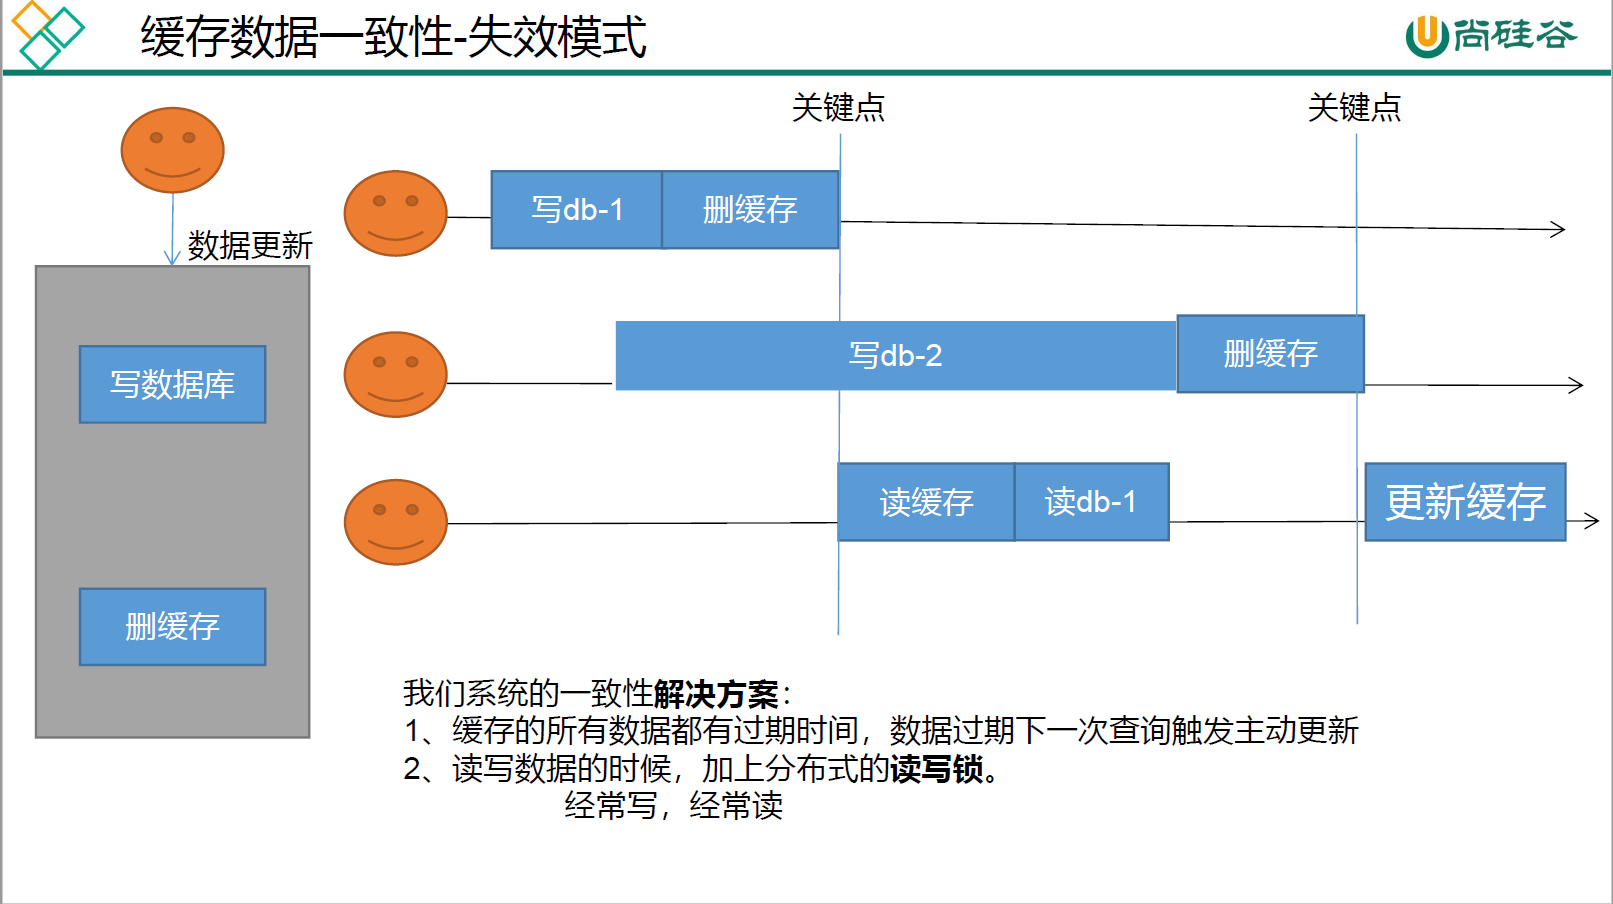 缓存数据一致性-失效模式
尚硅谷
关键点
关键点
数据更新
写数据库
删缓存
写db-1
删缓存
写db-2
删缓存
读缓存
读db-1
更新缓存
我们系统的一致性解决方案：
1、缓存的所有数据都有过期时间，数据过期下一次查询触发主动更新
2、读写数据的时候，加上分布式的读写锁。
经常写，经常读